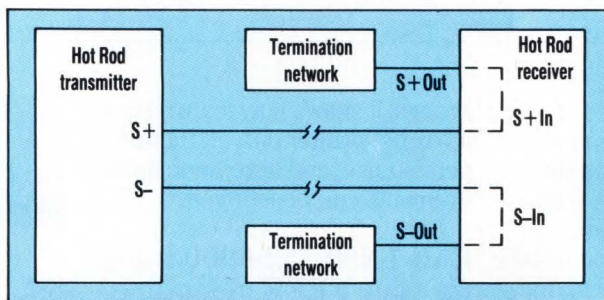 Hot Rod
transmitter
S+
S–
Termination
network
S+Out
Hot Rod
receiver
S+In
S–In
S–Out
Termination
network